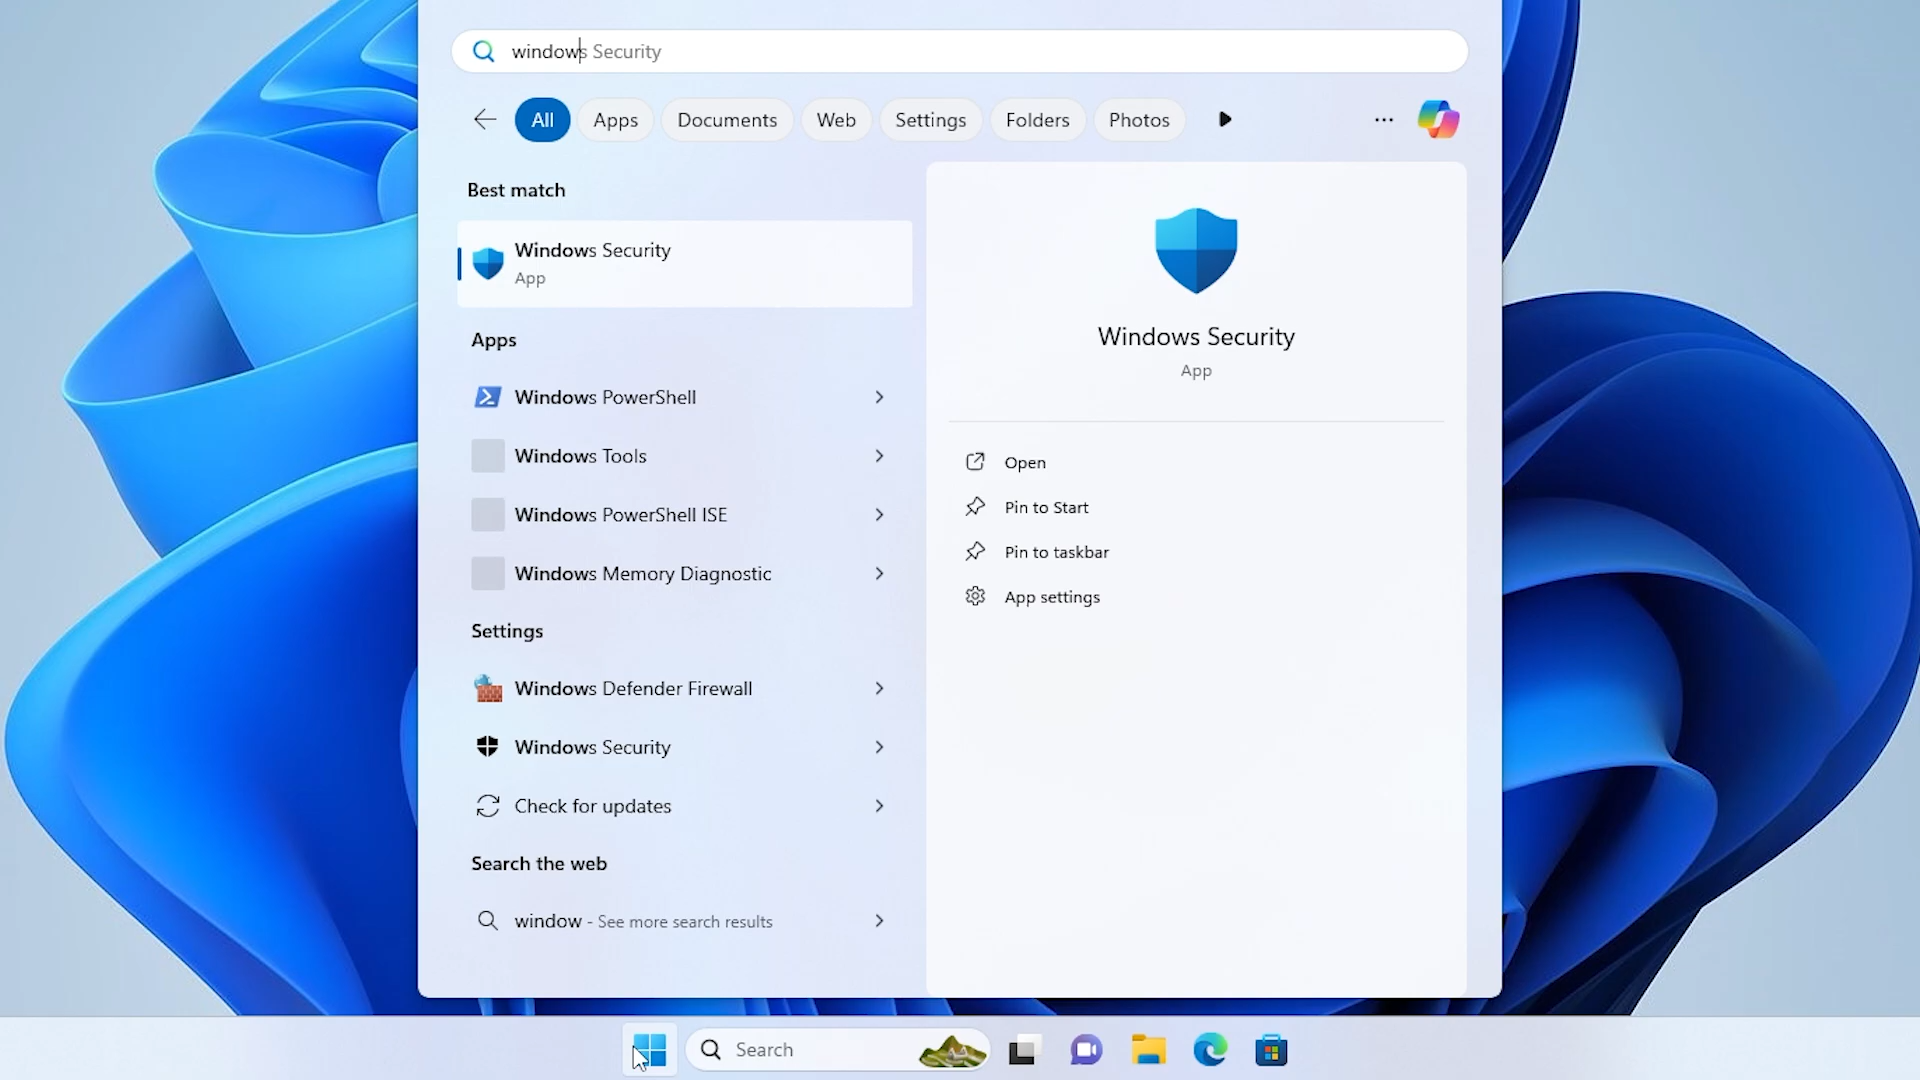 windows Security
All Apps Documents Web Settings Folders Photos
Best match
Windows Security
App
Apps
Windows PowerShell
Windows Tools
Windows PowerShell ISE
Windows Memory Diagnostic
Settings
Windows Defender Firewall
Windows Security
Check for updates
Search the web
window - See more search results
Windows Security
App
Open
Pin to Start
Pin to taskbar
App settings
Search